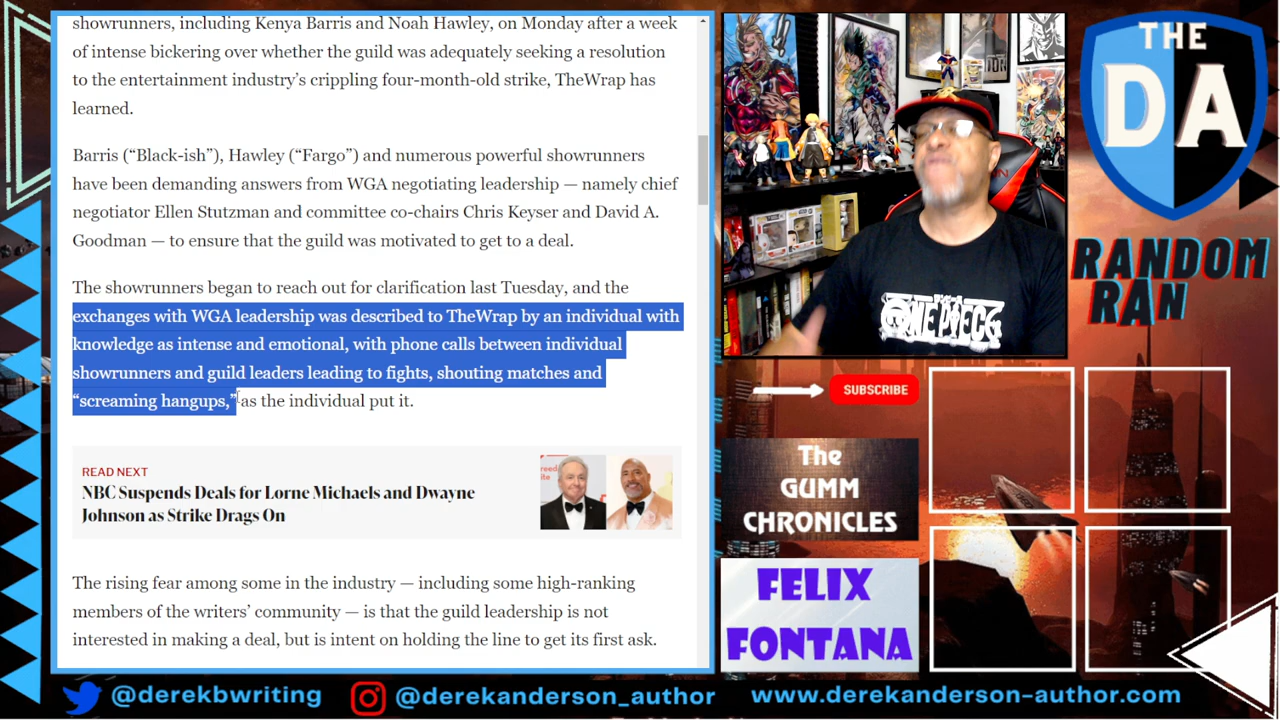 showrunners, including Kenya Barris and Noah Hawley, on Monday after a week
of intense bickering over whether the guild was adequately seeking a resolution
to the entertainment industry's crippling four-month-old strike, TheWrap has
learned.
Barris (“Black-ish”), Hawley (“Fargo”) and numerous powerful showrunners
have been demanding answers from WGA negotiating leadership — namely chief
negotiator Ellen Stutzman and committee co-chairs Chris Keyser and David A.
Goodman — to ensure that the guild was motivated to get to a deal.
The showrunners began to reach out for clarification last Tuesday, and the
exchanges with WGA leadership was described to TheWrap by an individual with
knowledge as intense and emotional, with phone calls between individual
showrunners and guild leaders leading to fights, shouting matches and
“screaming hangups,” as the individual put it.
READ NEXT
NBC Suspends Deals for Lorne Michaels and Dwayne
Johnson as Strike Drags On
The rising fear among some in the industry — including some high-ranking
members of the writers' community — is that the guild leadership is not
interested in making a deal, but is intent on holding the line to get its first ask.
ONE PIECE
THE
DA
RANDOM
RAN
SUBSCRIBE
The
GUMM
CHRONICLES
FELIX
FONTANA
@derekbwriting
@derekanderson_author
www.derekanderson-author.com